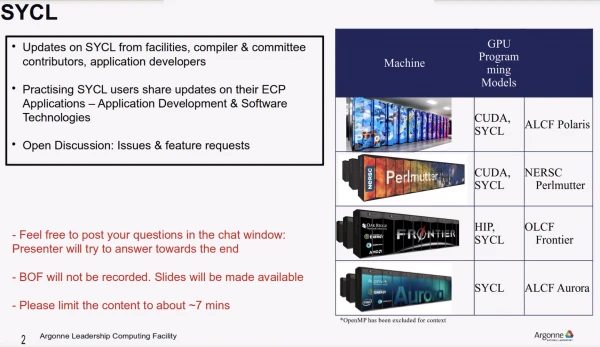 SYCL
• Updates on SYCL from facilities, compiler & committee
contributors, application developers
• Practising SYCL users share updates on their ECP
Applications – Application Development & Software
Technologies
• Open Discussion: Issues & feature requests
- Feel free to post your questions in the chat window:
Presenter will try to answer towards the end
- BOF will not be recorded. Slides will be made available
- Please limit the content to about ~7 mins
Machine
GPU
Program
ming
Models
CUDA,
SYCL
ALCF Polaris
NERSC
Perlmutter
CUDA,
SYCL
NERSC
Perlmutter
FRONTIER
HIP,
SYCL
OLCF
Frontier
Aurora
SYCL
ALCF Aurora
*OpenMP has been excluded for context
2 Argonne Leadership Computing Facility
Argonne